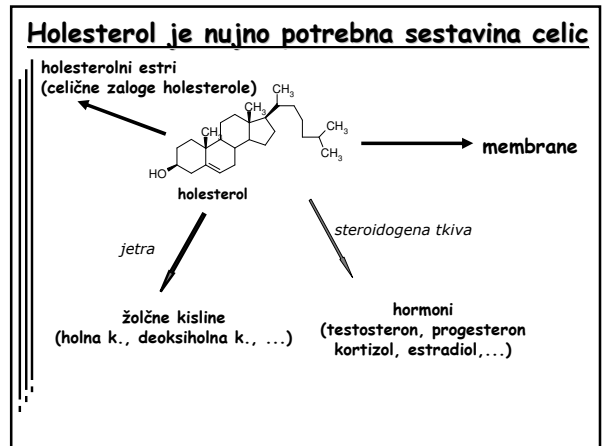 Holesterol je nujno potrebna sestavina celic
holesterolni estri
(celične zaloge holesterole)
CH3
H3C
CH3
CH3
CH3
HO
holesterol
membrane
jetra
steroidogena tkiva
žolčne kisline
(holna k., deoksiholna k., ...)
hormoni
(testosteron, progesteron
kortizol, estradiol,...)